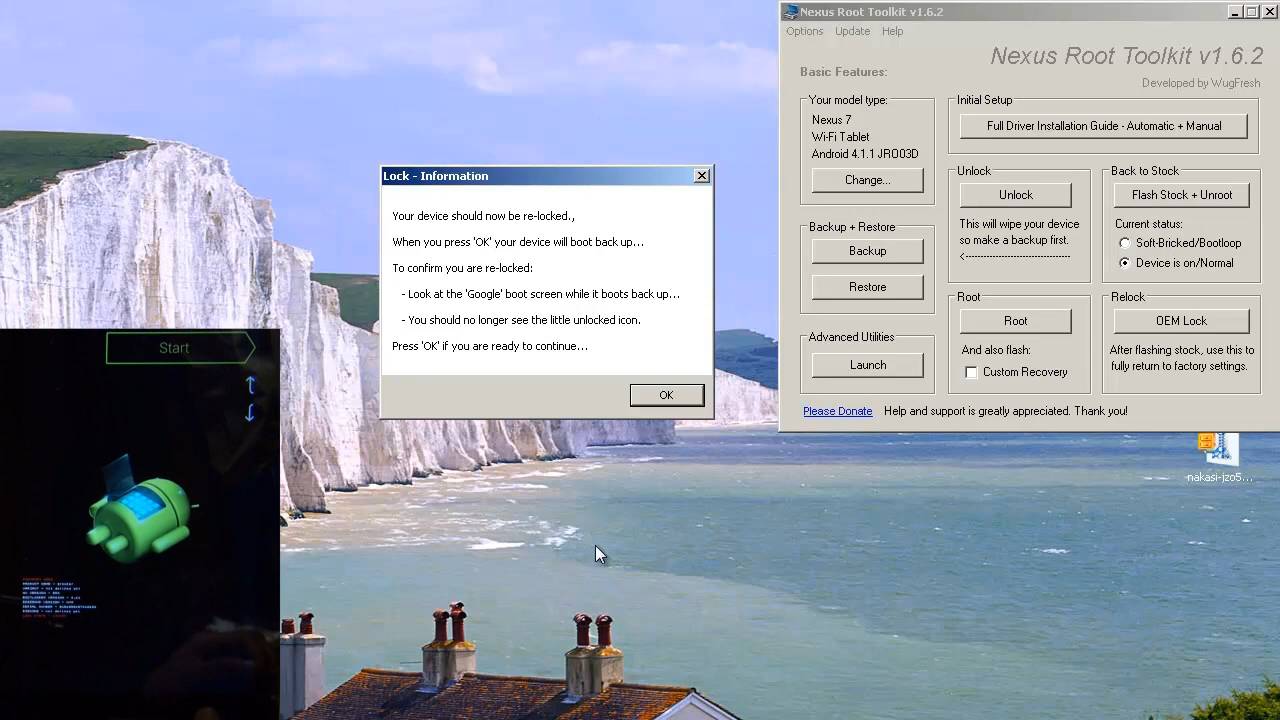 Nexus Root Toolkit v1.6.2
Options Update Help
Nexus Root Toolkit v1.6.2
Developed by WugFresh
Basic Features:
Your model type:
Nexus 7
WiFi Tablet
Android 4.1.1 JRO03D
Change...
Backup + Restore
Backup
Restore
Advanced Utilities
Launch
Initial Setup
Full Driver Installation Guide - Automatic + Manual
Unlock
Unlock
This will wipe your device
so make a backup first.
<----------------------------
Back to Stock
Flash Stock + Unroot
Current status:
Soft-Bricked/Bootloop
Device is on/Normal
Root
Root
And also flash:
Custom Recovery
Relock
OEM Lock
After flashing stock, use this to
fully return to factory settings.
Please Donate Help and support is greatly appreciated. Thank you!
Lock - Information
Your device should now be re-locked.,
When you press 'OK' your device will boot back up...
To confirm you are re-locked:
- Look at the 'Google' boot screen while it boots back up...
- You should no longer see the little unlocked icon.
Press 'OK' if you are ready to continue...
OK
Start
nakasi-jzo5...